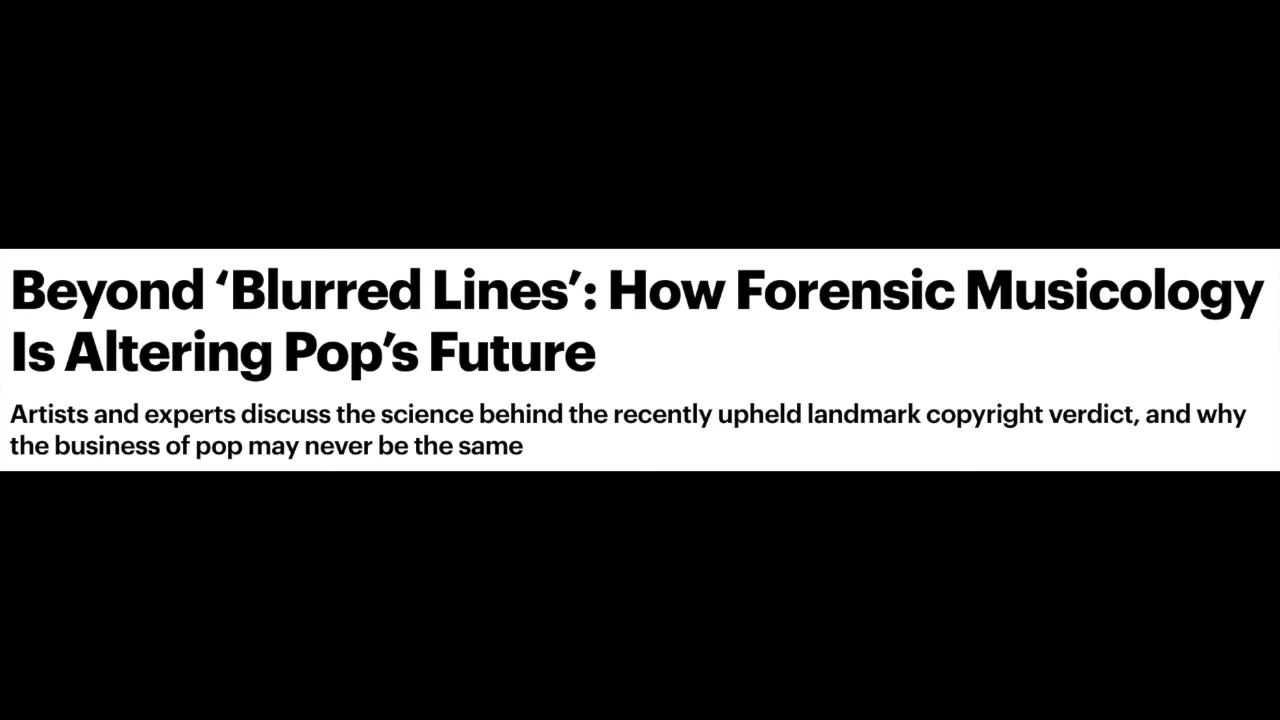 Beyond ‘Blurred Lines’: How Forensic Musicology
Is Altering Pop’s Future
Artists and experts discuss the science behind the recently upheld landmark copyright verdict, and why
the business of pop may never be the same